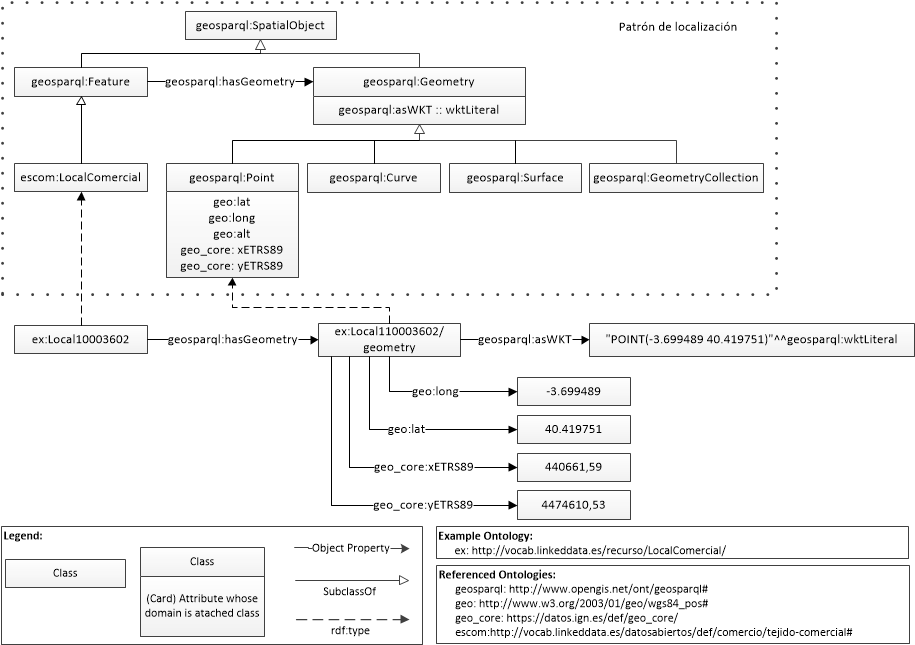 geosparql:SpatialObject
Patrón de localización
geosparql:Feature
geosparql:hasGeometry
geosparql:Geometry
geosparql:asWKT :: wktLiteral
escom:LocalComercial
geosparql:Point
geosparql:Curve
geosparql:Surface
geosparql:GeometryCollection
geo:lat
geo:long
geo:alt
geo_core: xETRS89
geo_core: yETRS89
ex:Local10003602
geosparql:hasGeometry
ex:Local110003602/
geometry
geosparql:asWKT
"POINT(-3.699489 40.419751)"^^geosparql:wktLiteral
geo:long
-3.699489
geo:lat
40.419751
geo_core:xETRS89
440661,59
geo_core:yETRS89
4474610,53
Legend:
Class
Class
(Card) Attribute whose
domain is atached class
Object Property
SubclassOf
rdf:type
Example Ontology:
ex: http://vocab.linkeddata.es/recurso/LocalComercial/
Referenced Ontologies:
geosparql: http://www.opengis.net/ont/geosparql#
geo: http://www.w3.org/2003/01/geo/wgs84_pos#
geo_core: https://datos.ign.es/def/geo_core/
escom:http://vocab.linkeddata.es/datosabiertos/def/comercio/tejido-comercial#